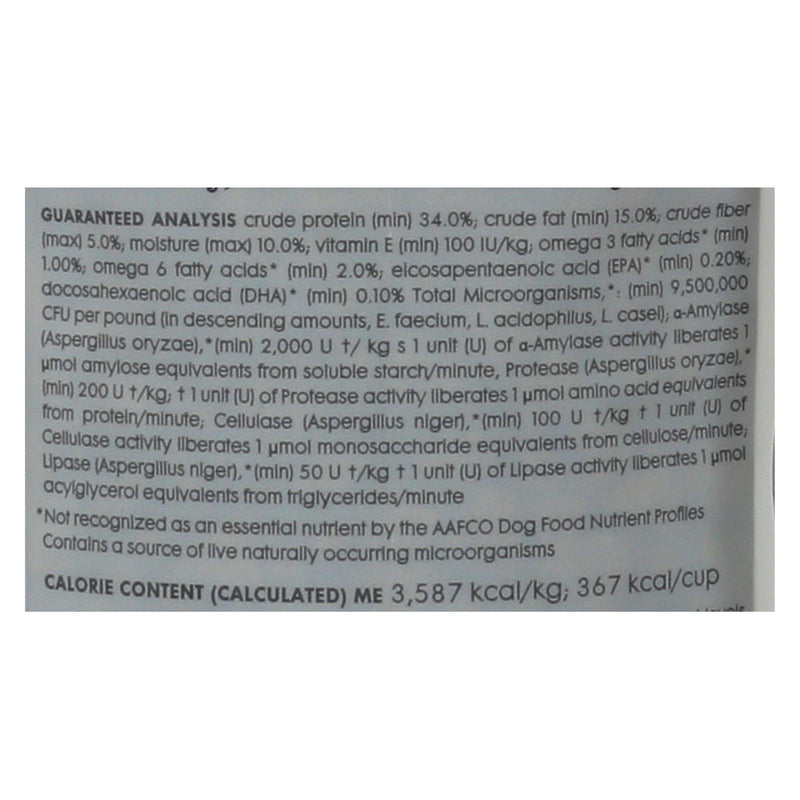 GUARANTEED ANALYSIS crude protein (min) 34.0%; crude fat (min) 15.0%; crude fiber
(max) 5.0%; moisture (max) 10.0%; vitamin E (min) 100 IU/kg; omega 3 fatty acids* (min)
1.00%; omega 6 fatty acids* (min) 2.0%; eicosapentaenoic acid (EPA)* (min) 0.20%;
docosahexaenoic acid (DHA)* (min) 0.10% Total Microorganisms,*: (min) 9,500,000
CFU per pound (in descending amounts, E. faecium, L. acidophilus, L. casei); α-Amylase
(Aspergillus oryzae),*(min) 2,000 U †/ kg s 1 unit (U) of α-Amylase activity liberates 1
µmol amylose equivalents from soluble starch/minute, Protease (Aspergillus oryzae),*
(min) 200 U †/kg; † 1 unit (U) of Protease activity liberates 1 µmol amino acid equivalents
from protein/minute; Cellulase (Aspergillus niger),*(min) 100 U †/kg † 1 unit (U) of
Cellulase activity liberates 1 µmol monosaccharide equivalents from cellulose/minute;
Lipase (Aspergillus niger),*(min) 50 U †/kg † 1 unit (U) of Lipase activity liberates 1 µmol
acylglycerol equivalents from triglycerides/minute
*Not recognized as an essential nutrient by the AAFCO Dog Food Nutrient Profiles
Contains a source of live naturally occurring microorganisms
CALORIE CONTENT (CALCULATED) ME 3,587 kcal/kg; 367 kcal/cup